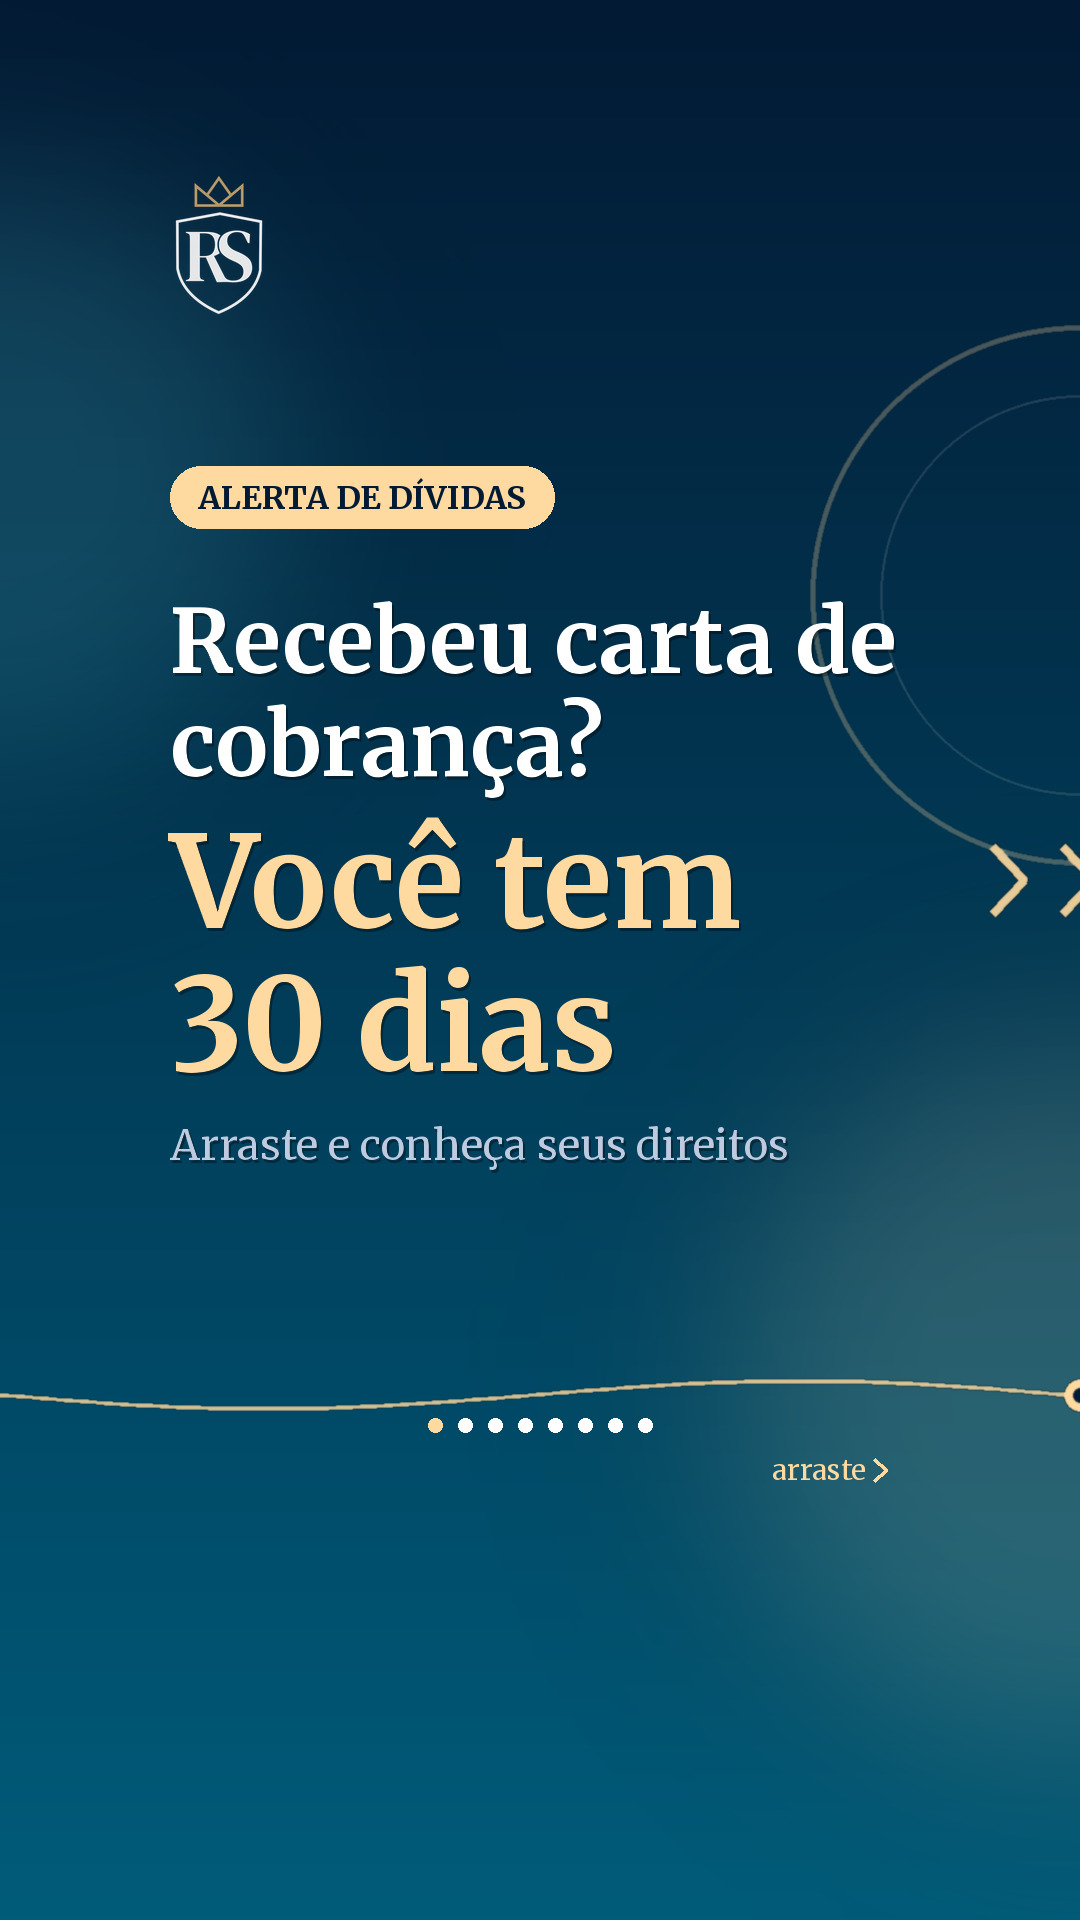 RS
ALERTA DE DÍVIDAS
Recebeu carta de
cobrança?
Você tem
30 dias
Arraste e conheça seus direitos
arraste